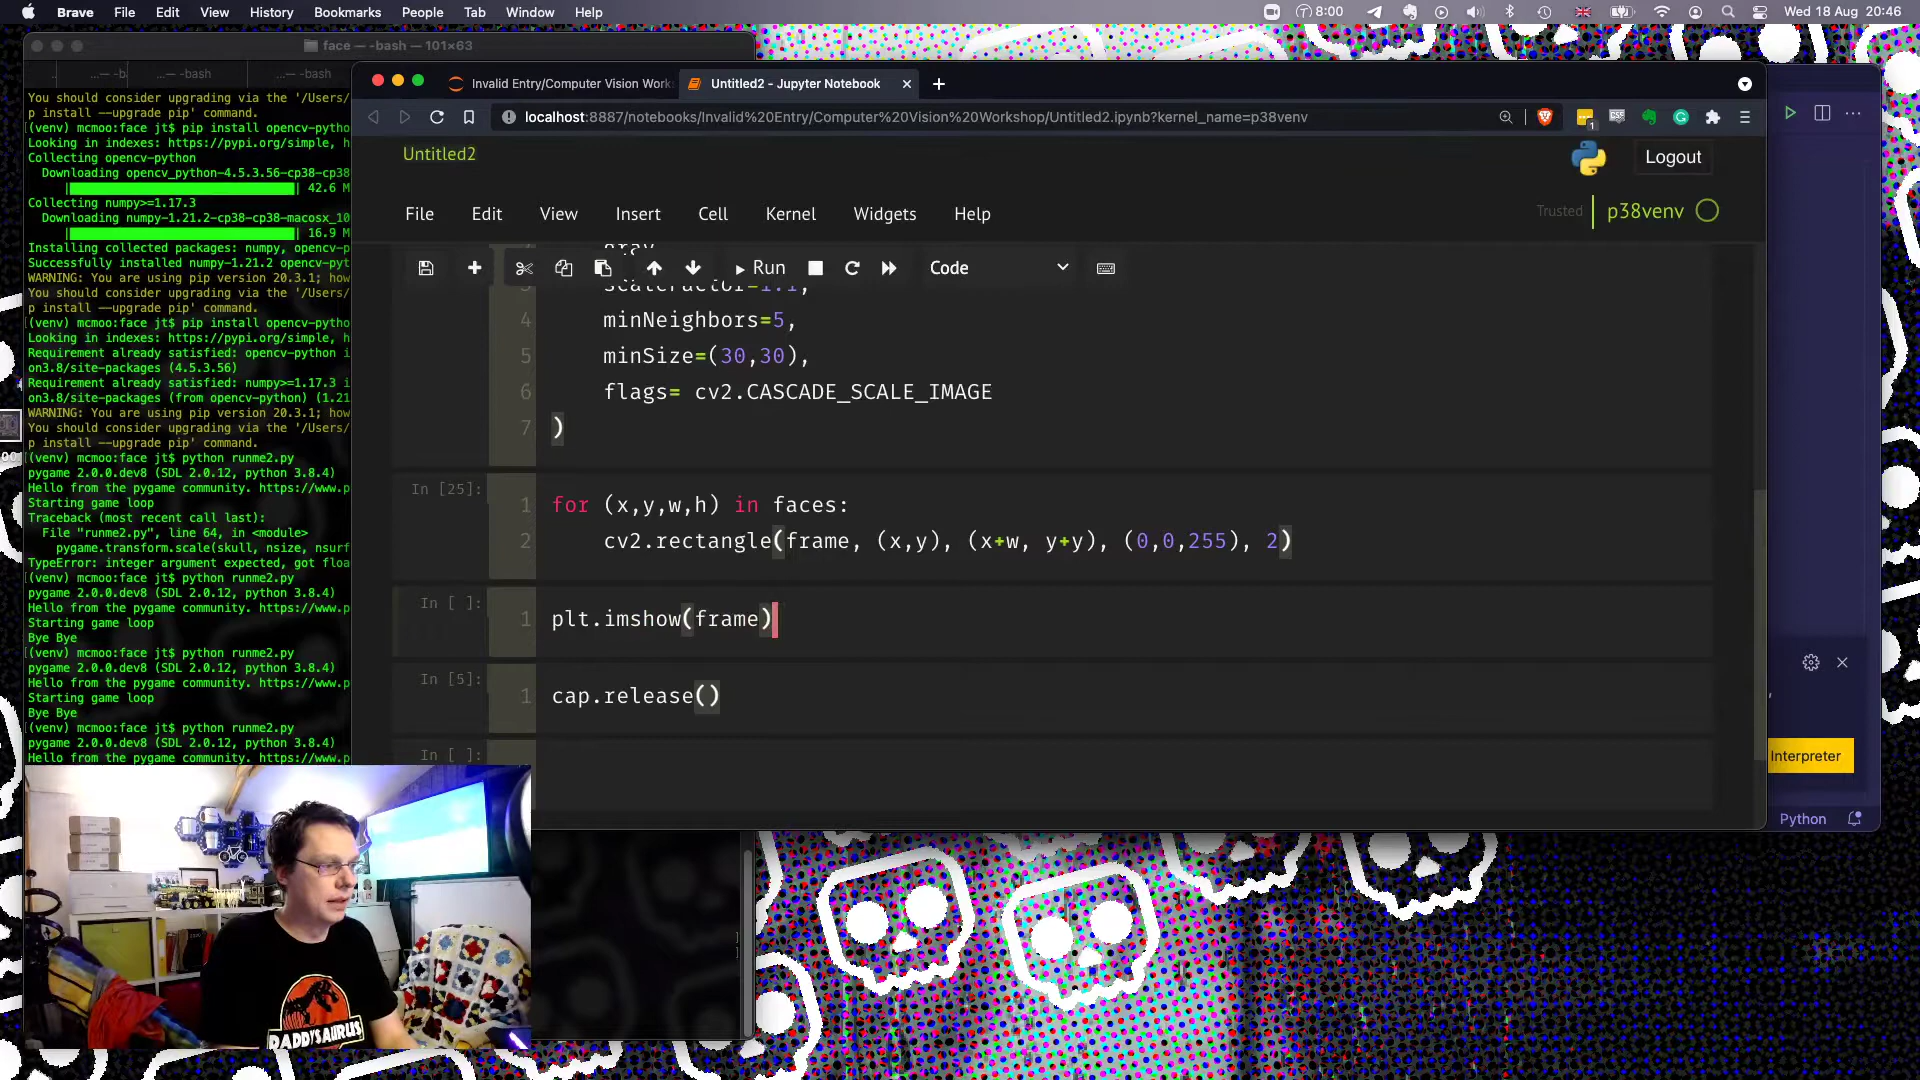 Brave File Edit View History Bookmarks People Tab Window Help
8:00 Wed 18 Aug 20:46
face — -bash — 101×63
...— -b ...— -bash ...— -bash
You should consider upgrading via the '/Users/
p install --upgrade pip' command.
(venv) mcmoo:face jt$ pip install opencv-pytho
Looking in indexes: https://pypi.org/simple, h
Collecting opencv-python
Downloading opencv_python-4.5.3.56-cp38-cp38
42.6 M
Collecting numpy>=1.17.3
Downloading numpy-1.21.2-cp38-cp38-macosx_10
16.9 M
Installing collected packages: numpy, opencv-p
Successfully installed numpy-1.21.2 opencv-pyt
WARNING: You are using pip version 20.3.1; how
You should consider upgrading via the '/Users/
p install --upgrade pip' command.
(venv) mcmoo:face jt$ pip install opencv-pytho
Looking in indexes: https://pypi.org/simple, h
Requirement already satisfied: opencv-python i
on3.8/site-packages (4.5.3.56)
Requirement already satisfied: numpy>=1.17.3 i
on3.8/site-packages (from opencv-python) (1.21
WARNING: You are using pip version 20.3.1; how
You should consider upgrading via the '/Users/
p install --upgrade pip' command.
(venv) mcmoo:face jt$ python runme2.py
pygame 2.0.0.dev8 (SDL 2.0.12, python 3.8.4)
Hello from the pygame community. https://www.p
Starting game loop
Traceback (most recent call last):
File "runme2.py", line 64, in <module>
pygame.transform.scale(skull, nsize, nsurf
TypeError: integer argument expected, got floa
(venv) mcmoo:face jt$ python runme2.py
pygame 2.0.0.dev8 (SDL 2.0.12, python 3.8.4)
Hello from the pygame community. https://www.p
Starting game loop
Bye Bye
(venv) mcmoo:face jt$ python runme2.py
pygame 2.0.0.dev8 (SDL 2.0.12, python 3.8.4)
Hello from the pygame community. https://www.p
Starting game loop
Bye Bye
(venv) mcmoo:face jt$ python runme2.py
pygame 2.0.0.dev8 (SDL 2.0.12, python 3.8.4)
Hello from the pygame community. https://www.p
Invalid Entry/Computer Vision Work
Untitled2 - Jupyter Notebook
localhost:8887/notebooks/Invalid%20Entry/Computer%20Vision%20Workshop/Untitled2.ipynb?kernel_name=p38venv
Untitled2
Logout
File Edit View Insert Cell Kernel Widgets Help
Trusted p38venv
Run Code
gray,
3 scaleFactor=1.1,
4 minNeighbors=5,
5 minSize=(30,30),
6 flags= cv2.CASCADE_SCALE_IMAGE
7 )
In [25]:
1 for (x,y,w,h) in faces:
2 cv2.rectangle(frame, (x,y), (x+w, y+y), (0,0,255), 2)
In [ ]:
1 plt.imshow(frame)
In [5]:
1 cap.release()
In [ ]:
Interpreter
Python
DADDYSAURUS